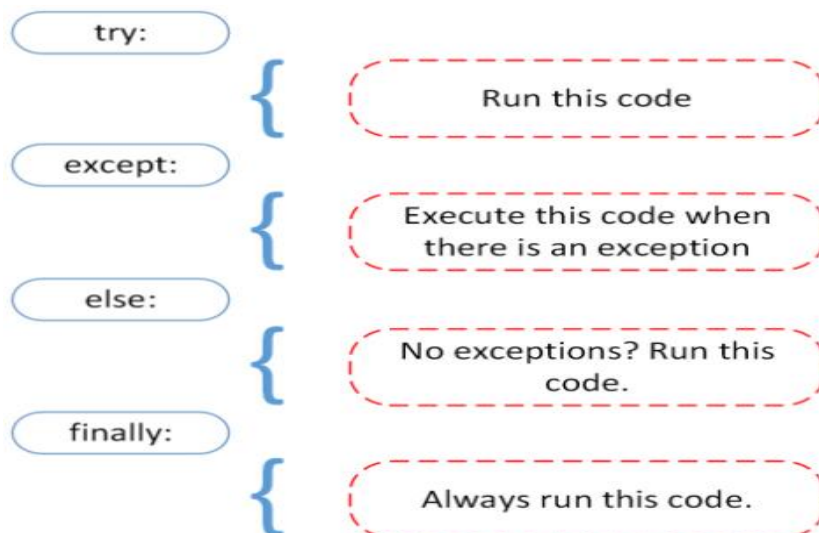 try:
Run this code
except:
Execute this code when
there is an exception
else:
No exceptions? Run this
code.
finally:
Always run this code.